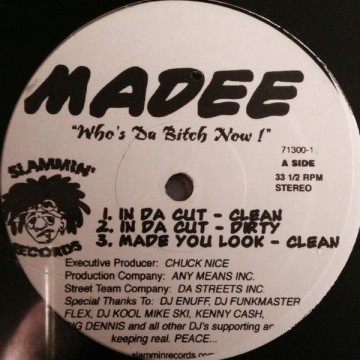 MADEE
"Who's Da Bitch Now!"
71300-1
A SIDE
33 1/2 RPM
STEREO
SLAMMIN'
RECORDS
1. IN DA CUT - CLEAN
2. IN DA CUT - DIRTY
3. MADE YOU LOOK - CLEAN
Executive Producer: CHUCK NICE
Production Company: ANY MEANS INC.
Street Team Company: DA STREETS INC.
Special Thanks To: DJ ENUFF, DJ FUNKMASTER
FLEX, DJ KOOL MIKE SKI, KENNY CASH,
DENNIS and all other DJ's supporting
keeping real. PEACE...
slamminrecords.com